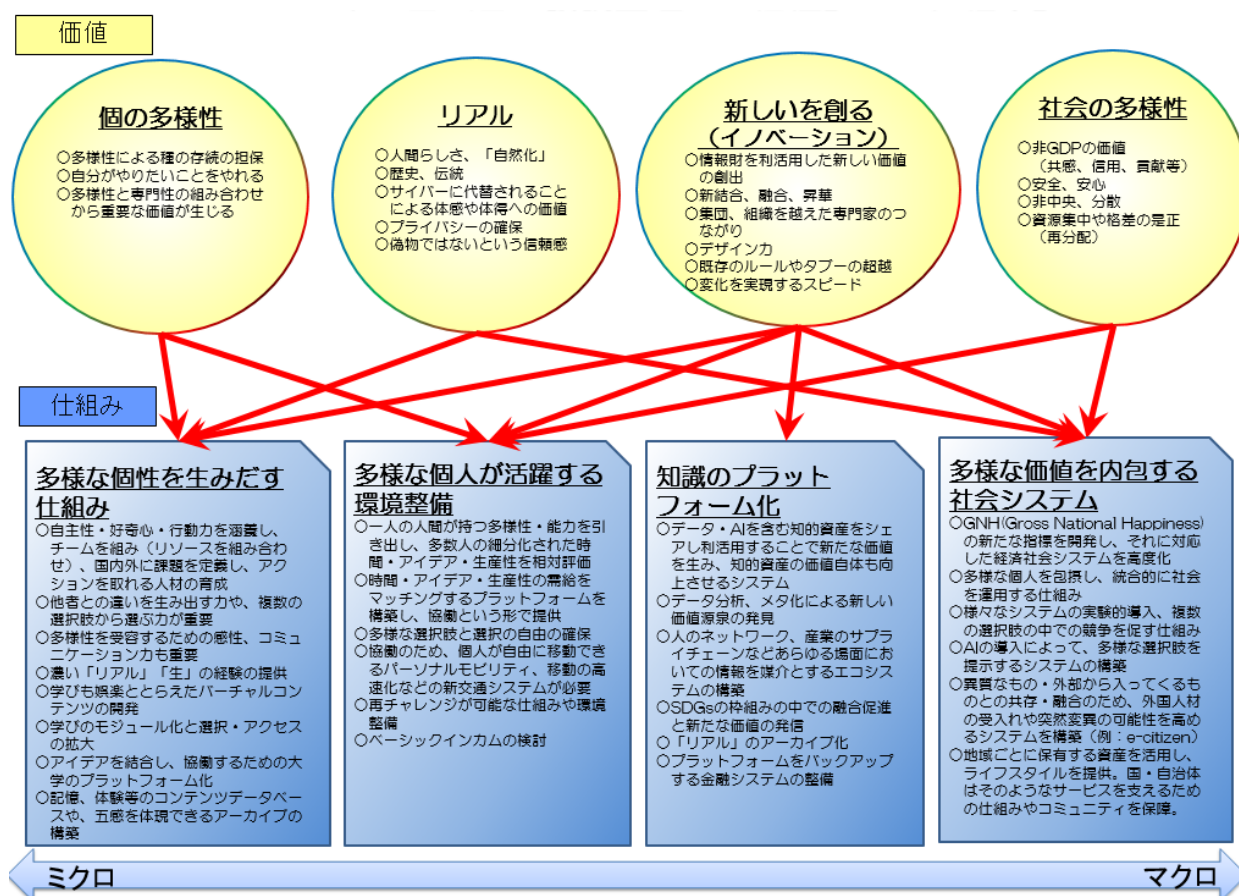 価値
個の多様性
○多様性による種の存続の担保
○自分がやりたいことをやれる
○多様性と専門性の組み合わせ
から重要な価値が生じる
リアル
○人間らしさ、「自然化」
○歴史、伝統
○サイバーに代替されること
による体感や体得への価値
○プライバシーの確保
○偽物ではないという信頼感
新しいを創る
（イノベーション）
○情報財を利活用した新しい価値
の創出
○新結合、融合、昇華
○集団、組織を越えた専門家のつ
ながり
○デザイン力
○既存のルールやタブーの超越
○変化を実現するスピード
社会の多様性
○非GDPの価値
（共感、信用、貢献等）
○安全、安心
○非中央、分散
○資源集中や格差の是正
（再分配）
仕組み
多様な個性を生みだす
仕組み
○自主性・好奇心・行動力を涵養し、
チームを組み（リソースを組み合わ
せ）、国内外に課題を定義し、アク
ションを取れる人材の育成
○他者との違いを生み出す力や、複数の
選択肢から選ぶ力が重要
○多様性を受容するための感性、コミュ
ニケーション力も重要
○濃い「リアル」「生」の経験の提供
○学びも娯楽ととらえたバーチャルコン
テンツの開発
○学びのモジュール化と選択・アクセス
の拡大
○アイデアを結合し、協働するための大
学のプラットフォーム化
○記憶、体験等のコンテンツデータベー
スや、五感を体現できるアーカイブの
構築
多様な個人が活躍する
環境整備
○一人の人間が持つ多様性・能力を引
き出し、多数人の細分化された時
間・アイデア・生産性を相対評価
○時間・アイデア・生産性の需給を
マッチングするプラットフォームを
構築し、協働という形で提供
○多様な選択肢と選択の自由の確保
○協働のため、個人が自由に移動でき
るパーソナルモビリティ、移動の高
速化などの新交通システムが必要
○再チャレンジが可能な仕組みや環境
整備
○ベーシックインカムの検討
知識のプラット
フォーム化
○データ・AIを含む知的資産をシェ
アし利活用することで新たな価値
を生み、知的資産の価値自体も向
上させるシステム
○データ分析、メタ化による新しい
価値源泉の発見
○人のネットワーク、産業のサプラ
イチェーンなどあらゆる場面にお
いての情報を媒介とするエコシス
テムの構築
○SDGsの枠組みの中での融合促進
と新たな価値の発信
○「リアル」のアーカイブ化
○プラットフォームをバックアップ
する金融システムの整備
多様な価値を内包する
社会システム
○GNH(Gross National Happiness)
の新たな指標を開発し、それに対応
した経済社会システムを高度化
○多様な個人を包摂し、統合的に社会
を運用する仕組み
○様々なシステムの実験的導入、複数
の選択肢の中での競争を促す仕組み
○AIの導入によって、多様な選択肢を
提示するシステムの構築
○異質なもの・外部から入ってくるも
のとの共存・融合のため、外国人材
の受入れや突然変異の可能性を高め
るシステムを構築（例：e-citizen）
○地域ごとに保有する資産を活用し、
ライフスタイルを提供。国・自治体
はそのようなサービスを支えるため
の仕組みやコミュニティを保障。
ミクロ
マクロ